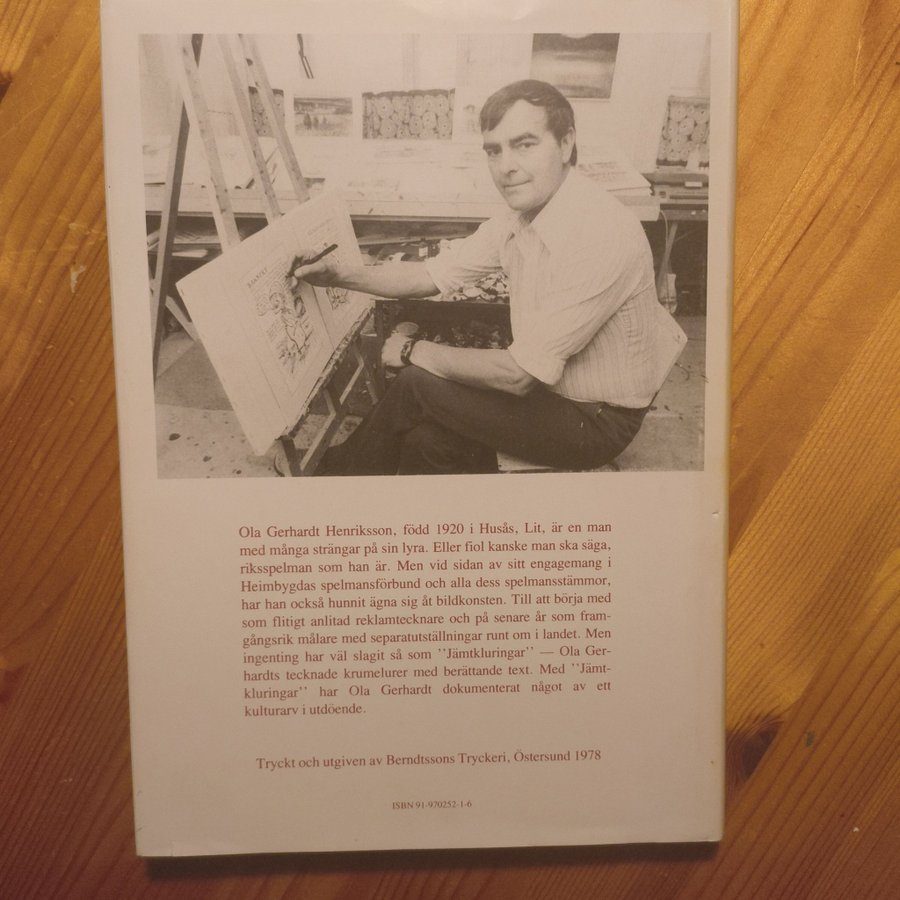 Ola Gerhardt Henriksson, född 1920 i Husås, Lit, är en man
med många strängar på sin lyra. Eller fiol kanske man ska säga,
riksspelman som han är. Men vid sidan av sitt engagemang i
Heimbygdas spelmansförbund och alla dess spelmansstämmor,
har han också hunnit ägna sig åt bildkonsten. Till att börja med
som flitigt anlitad reklamtecknare och på senare år som fram-
gångsrik målare med separatutställningar runt om i landet. Men
ingenting har väl slagit så som ''Jämtkluringar'' — Ola Ger-
hardts tecknade krumelurer med berättande text. Med ''Jämt-
kluringar'' har Ola Gerhardt dokumenterat något av ett
kulturarv i utdöende.
Tryckt och utgiven av Berndtssons Tryckeri, Östersund 1978
ISBN 91-970252-1-6